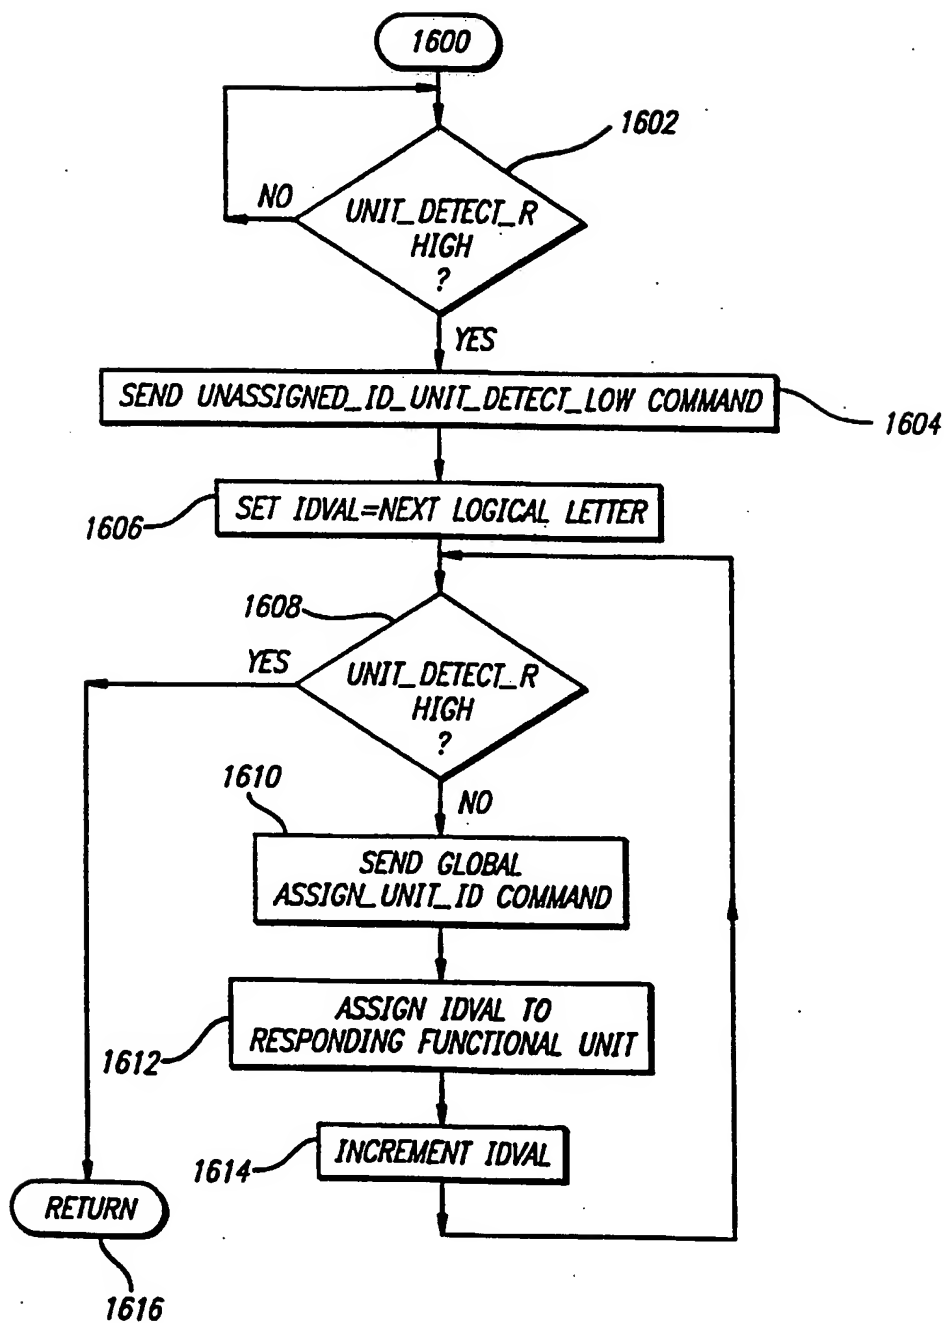 1600
1602
NO
UNIT_DETECT_R
HIGH
?
YES
SEND UNASSIGNED_ID_UNIT_DETECT_LOW COMMAND
1604
SET IDVAL=NEXT LOGICAL LETTER
1606
1608
YES
UNIT_DETECT_R
HIGH
?
1610
NO
SEND GLOBAL
ASSIGN_UNIT_ID COMMAND
ASSIGN IDVAL TO
RESPONDING FUNCTIONAL UNIT
1612
INCREMENT IDVAL
1614
RETURN
1616